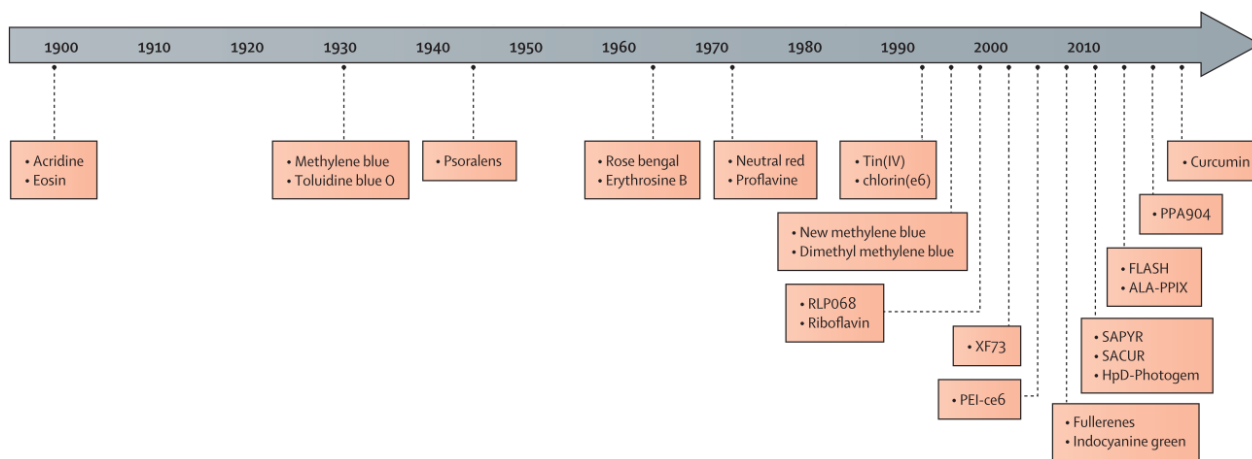 1900 1910 1920 1930 1940 1950 1960 1970 1980 1990 2000 2010
• Acridine
• Eosin
• Methylene blue
• Toluidine blue O
• Psoralens
• Rose bengal
• Erythrosine B
• Neutral red
• Proflavine
• Tin(IV)
• chlorin(e6)
• Curcumin
• PPA904
• New methylene blue
• Dimethyl methylene blue
• FLASH
• ALA-PPIX
• RLP068
• Riboflavin
• XF73
• SAPYR
• SACUR
• HpD-Photogem
• PEI-ce6
• Fullerenes
• Indocyanine green